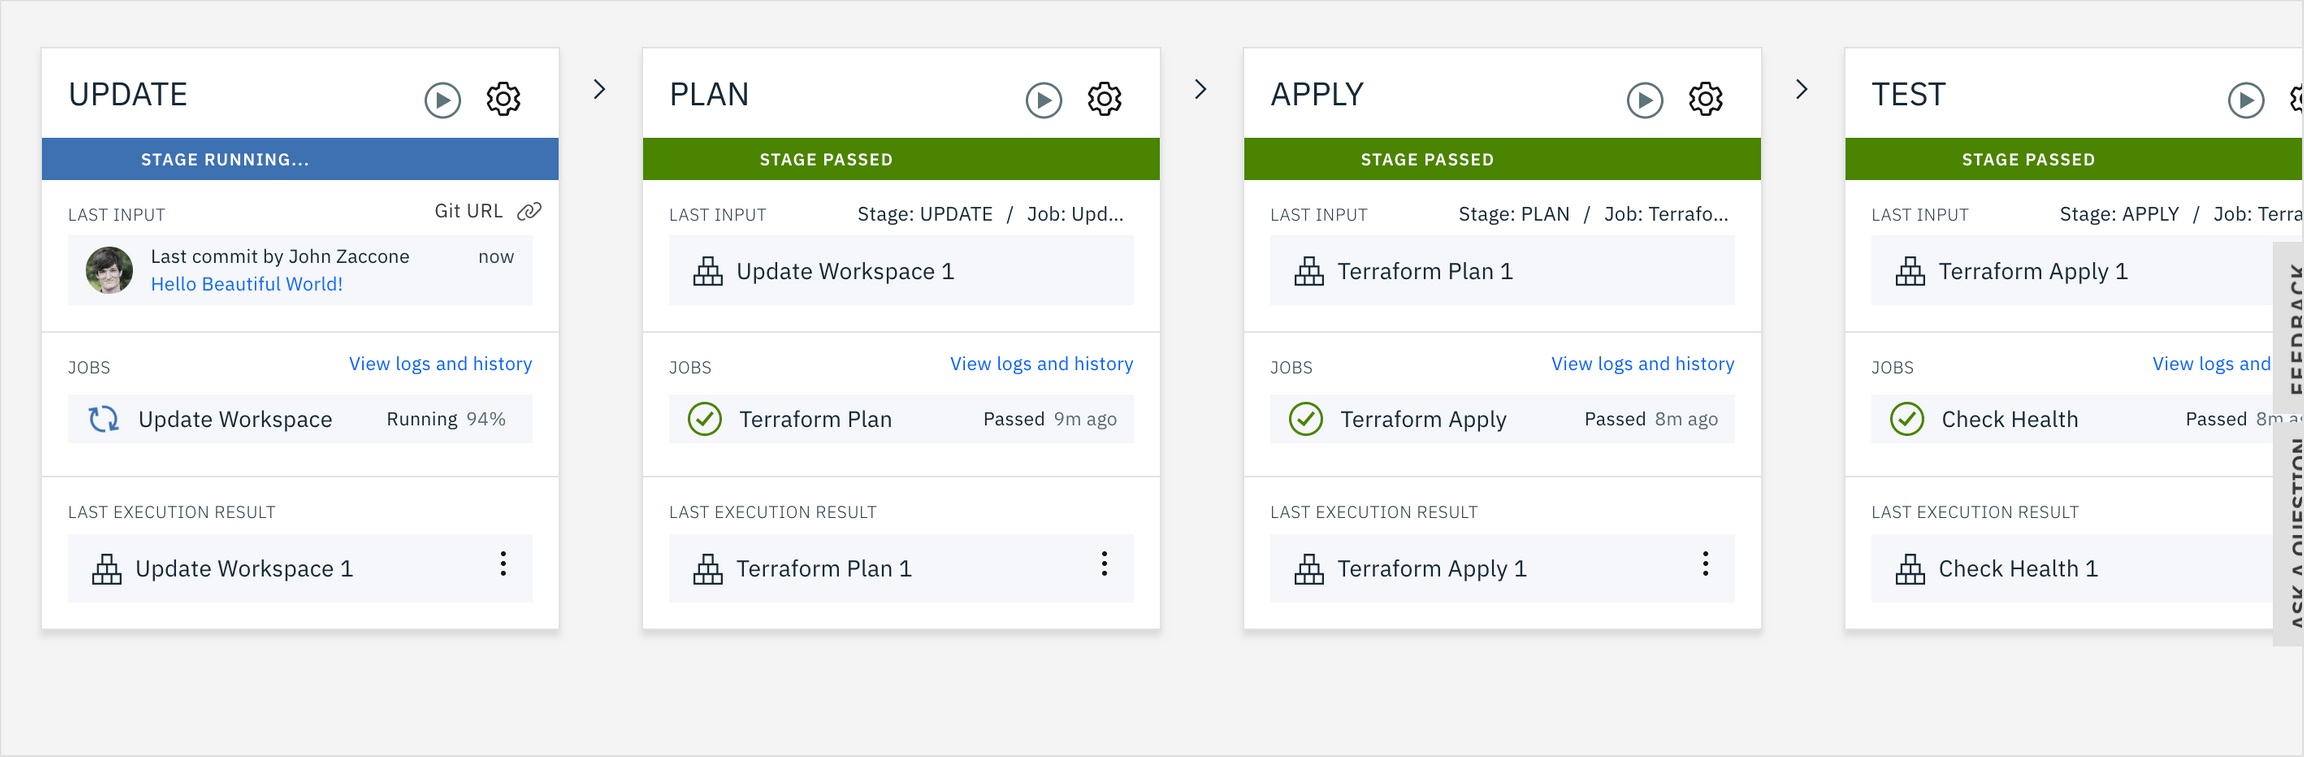 UPDATE
STAGE RUNNING...
LAST INPUT Git URL
Last commit by John Zaccone now
Hello Beautiful World!
JOBS View logs and history
Update Workspace Running 94%
LAST EXECUTION RESULT
Update Workspace 1
PLAN
STAGE PASSED
LAST INPUT Stage: UPDATE / Job: Upd...
Update Workspace 1
JOBS View logs and history
Terraform Plan Passed 9m ago
LAST EXECUTION RESULT
Terraform Plan 1
APPLY
STAGE PASSED
LAST INPUT Stage: PLAN / Job: Terrafo...
Terraform Plan 1
JOBS View logs and history
Terraform Apply Passed 8m ago
LAST EXECUTION RESULT
Terraform Apply 1
TEST
STAGE PASSED
LAST INPUT Stage: APPLY / Job: Terra
Terraform Apply 1
JOBS View logs and
Check Health Passed 8m ag
LAST EXECUTION RESULT
Check Health 1
FEEDBACK
ASK A QUESTION